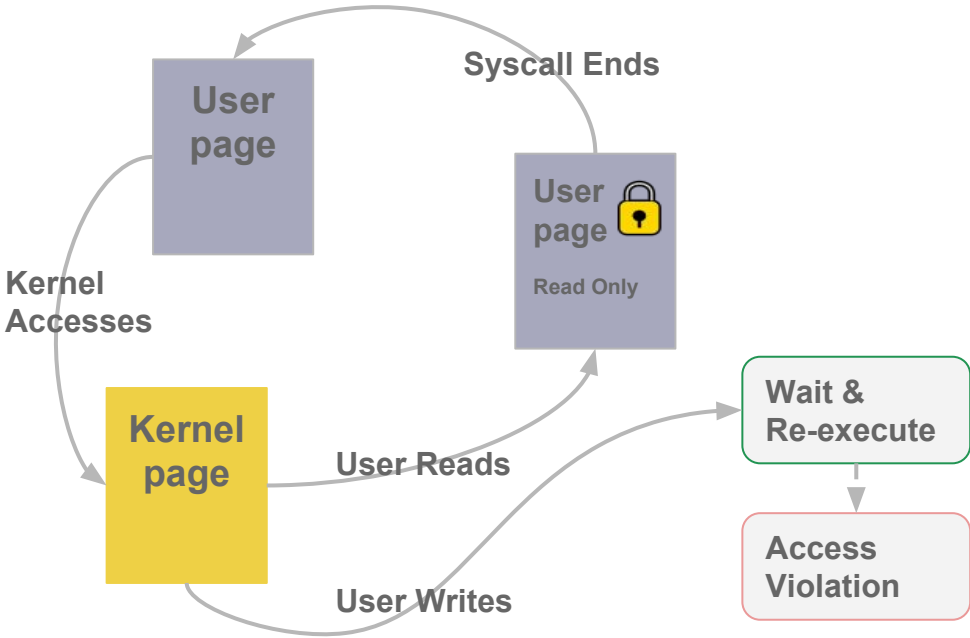 Syscall Ends
User
page
User
page
Read Only
Kernel
Accesses
Kernel
page
User Reads
User Writes
Wait &
Re-execute
Access
Violation